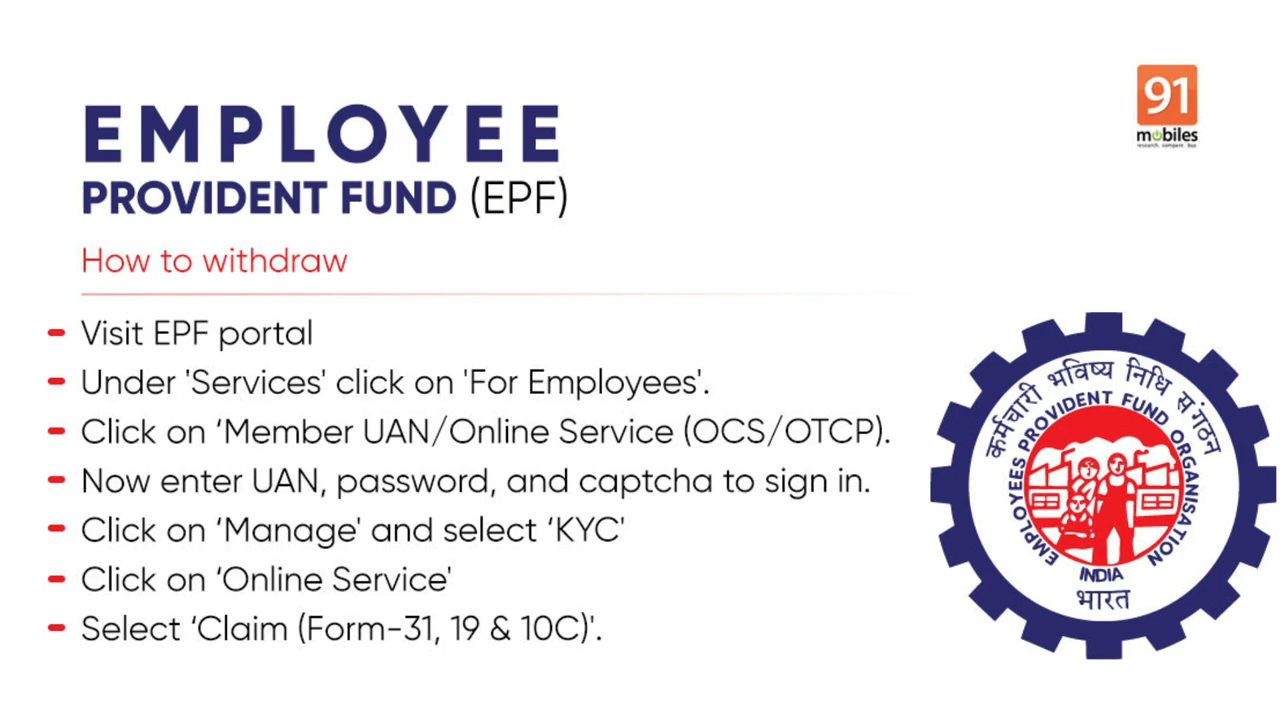 91
mobiles
research. compare. buy
EMPLOYEE
PROVIDENT FUND (EPF)
How to withdraw
Visit EPF portal
Under 'Services' click on 'For Employees'.
Click on ‘Member UAN/Online Service (OCS/OTCP).
Now enter UAN, password, and captcha to sign in.
Click on ‘Manage' and select ‘KYC'
Click on ‘Online Service'
Select ‘Claim (Form-31, 19 & 10C)'.
कर्मचारी भविष्य निधि संगठन
EMPLOYEES PROVIDENT FUND ORGANISATION
INDIA
भारत